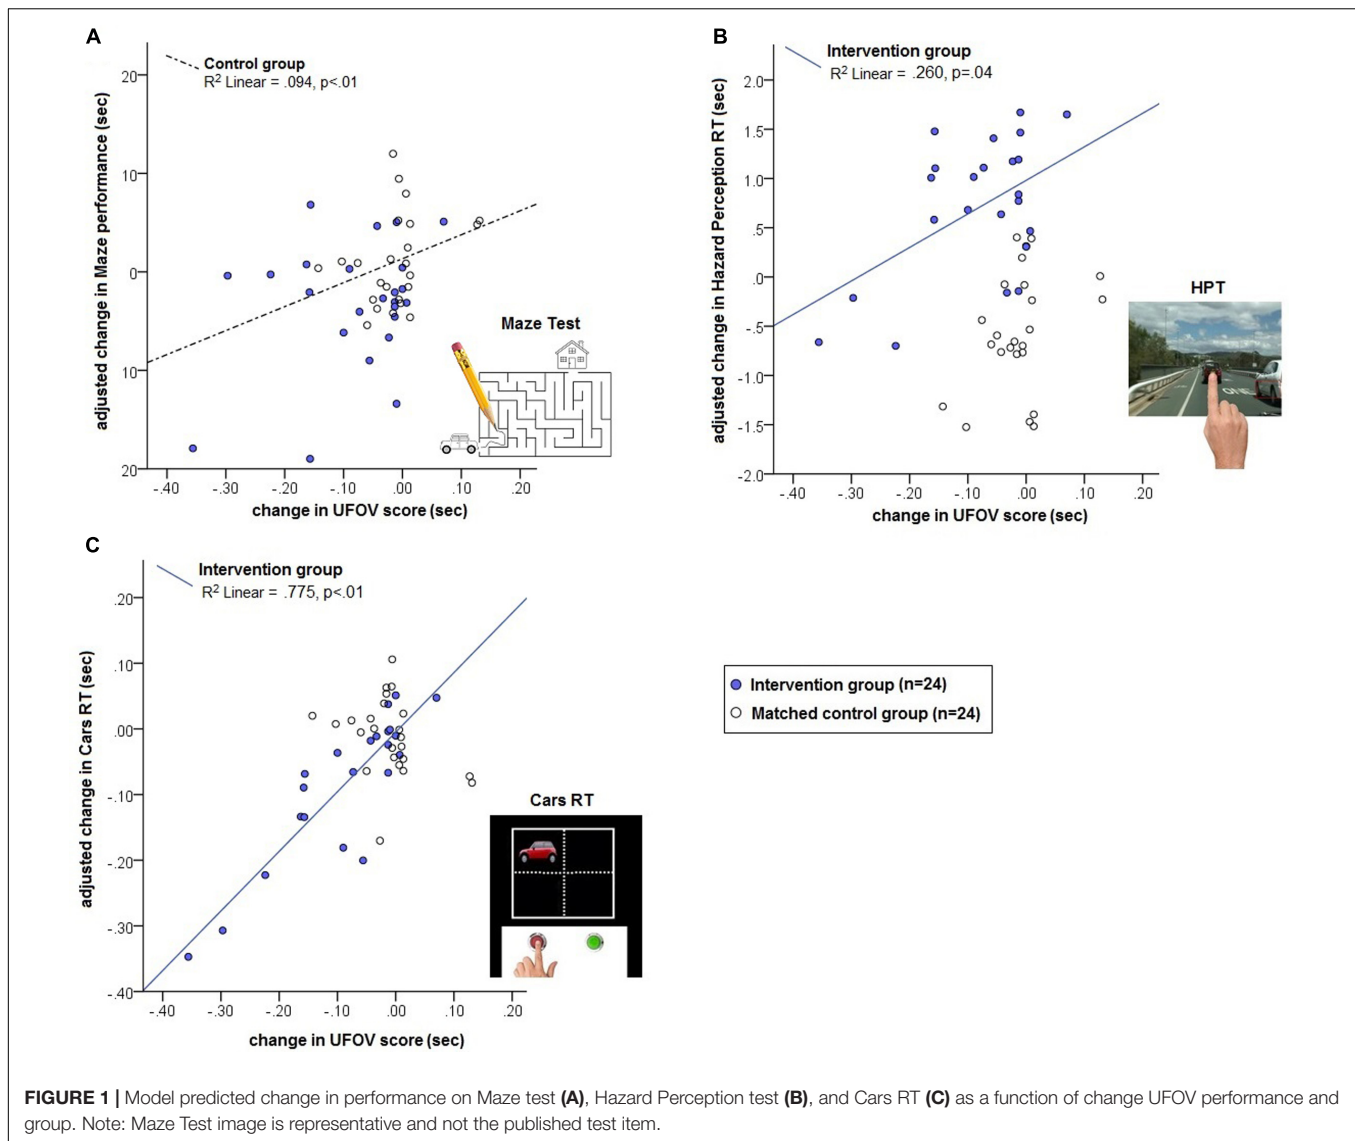 A
Control group
R2 Linear = .094, p<.01
adjusted change in Maze performance (sec)
20
10
0
10
20
-.40 -.30 -.20 -.10 .00 .10 .20
change in UFOV score (sec)
Maze Test
B
Intervention group
R2 Linear = .260, p=.04
adjusted change in Hazard Perception RT (sec)
2.0
1.5
1.0
.5
.0
-.5
-1.0
-1.5
-2.0
-.40 -.30 -.20 -.10 .00 .10 .20
change in UFOV score (sec)
HPT
C
Intervention group
R2 Linear = .775, p<.01
adjusted change in Cars RT (sec)
.20
.10
.00
-.10
-.20
-.30
-.40
-.40 -.30 -.20 -.10 .00 .10 .20
change in UFOV score (sec)
Cars RT
Intervention group (n=24)
Matched control group (n=24)
FIGURE 1 | Model predicted change in performance on Maze test (A), Hazard Perception test (B), and Cars RT (C) as a function of change UFOV performance and
group. Note: Maze Test image is representative and not the published test item.